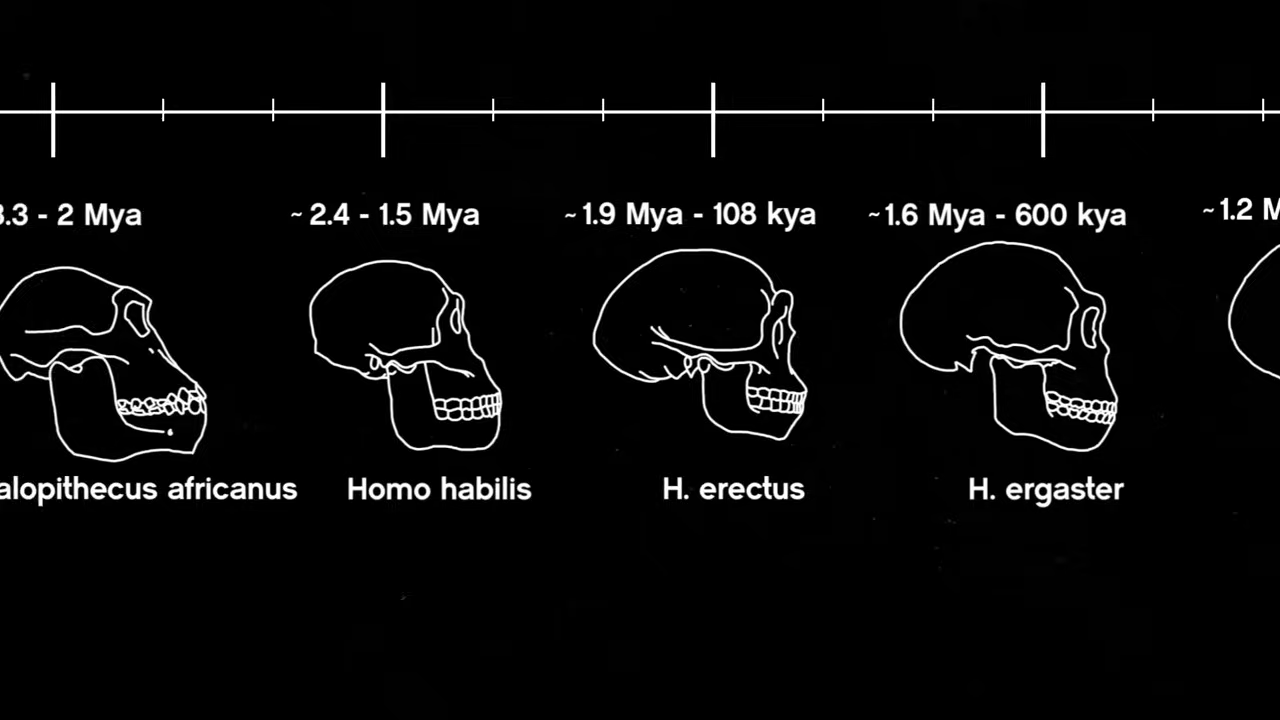 3.3 - 2 Mya
~ 2.4 - 1.5 Mya
~ 1.9 Mya - 108 kya
~ 1.6 Mya - 600 kya
~ 1.2 M
alopithecus africanus
Homo habilis
H. erectus
H. ergaster